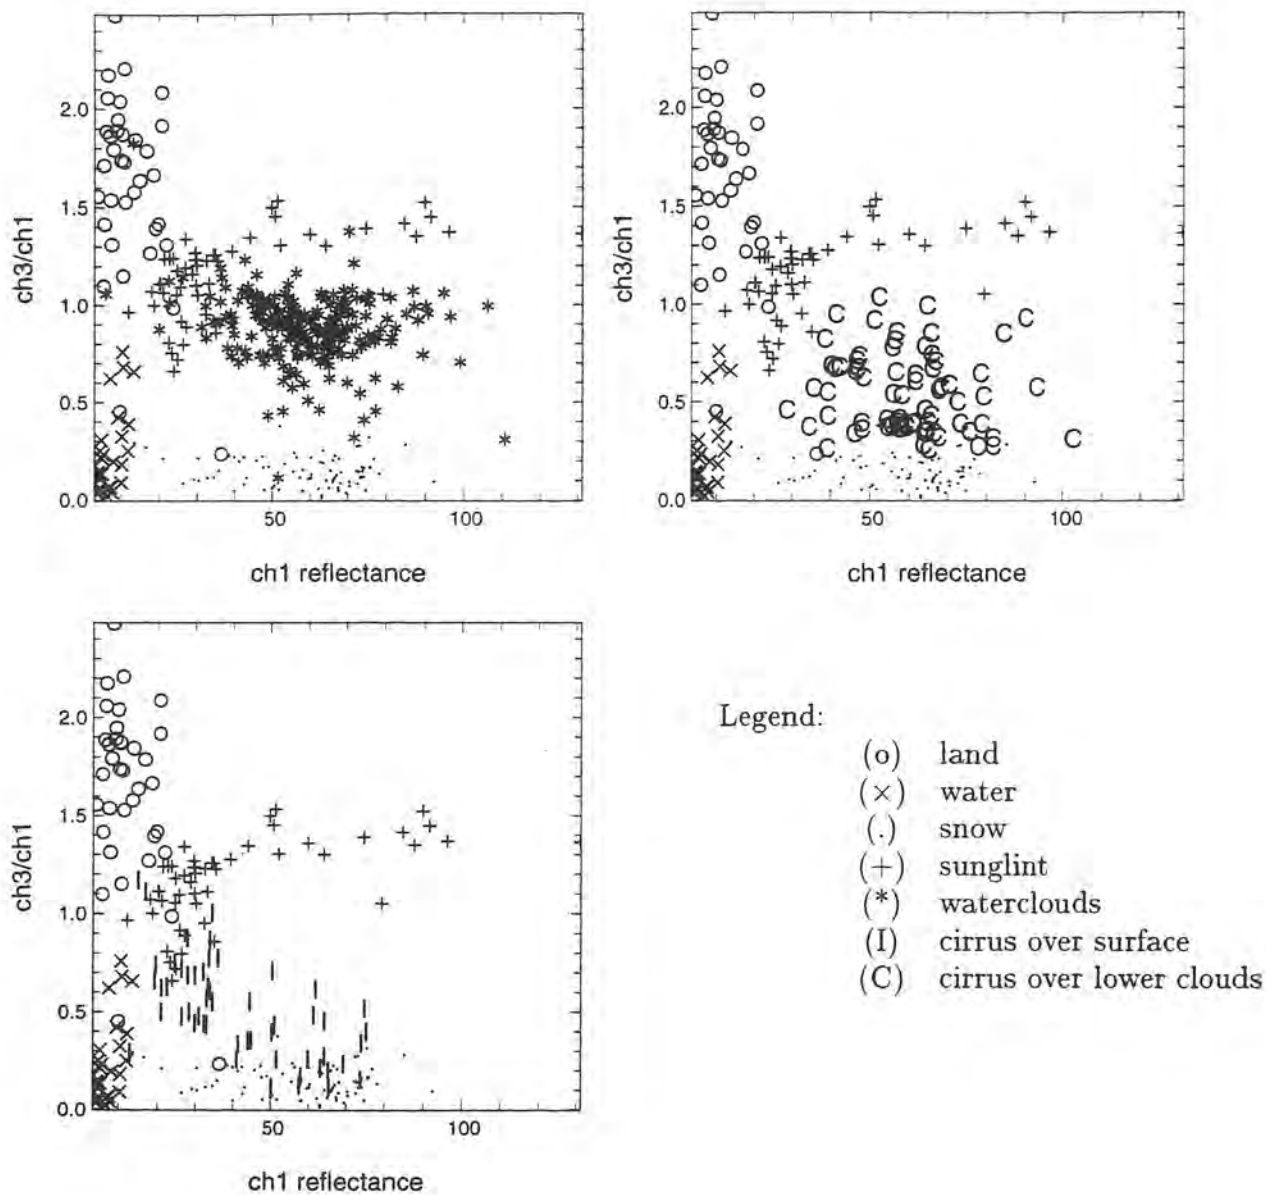 2.0
1.5
1.0
0.5
0.0
ch3/ch1
50 100
ch1 reflectance
2.0
1.5
1.0
0.5
0.0
ch3/ch1
50 100
ch1 reflectance
2.0
1.5
1.0
0.5
0.0
ch3/ch1
50 100
ch1 reflectance
Legend:
(o) land
(×) water
(.) snow
(+) sunglint
(*) waterclouds
(I) cirrus over surface
(C) cirrus over lower clouds